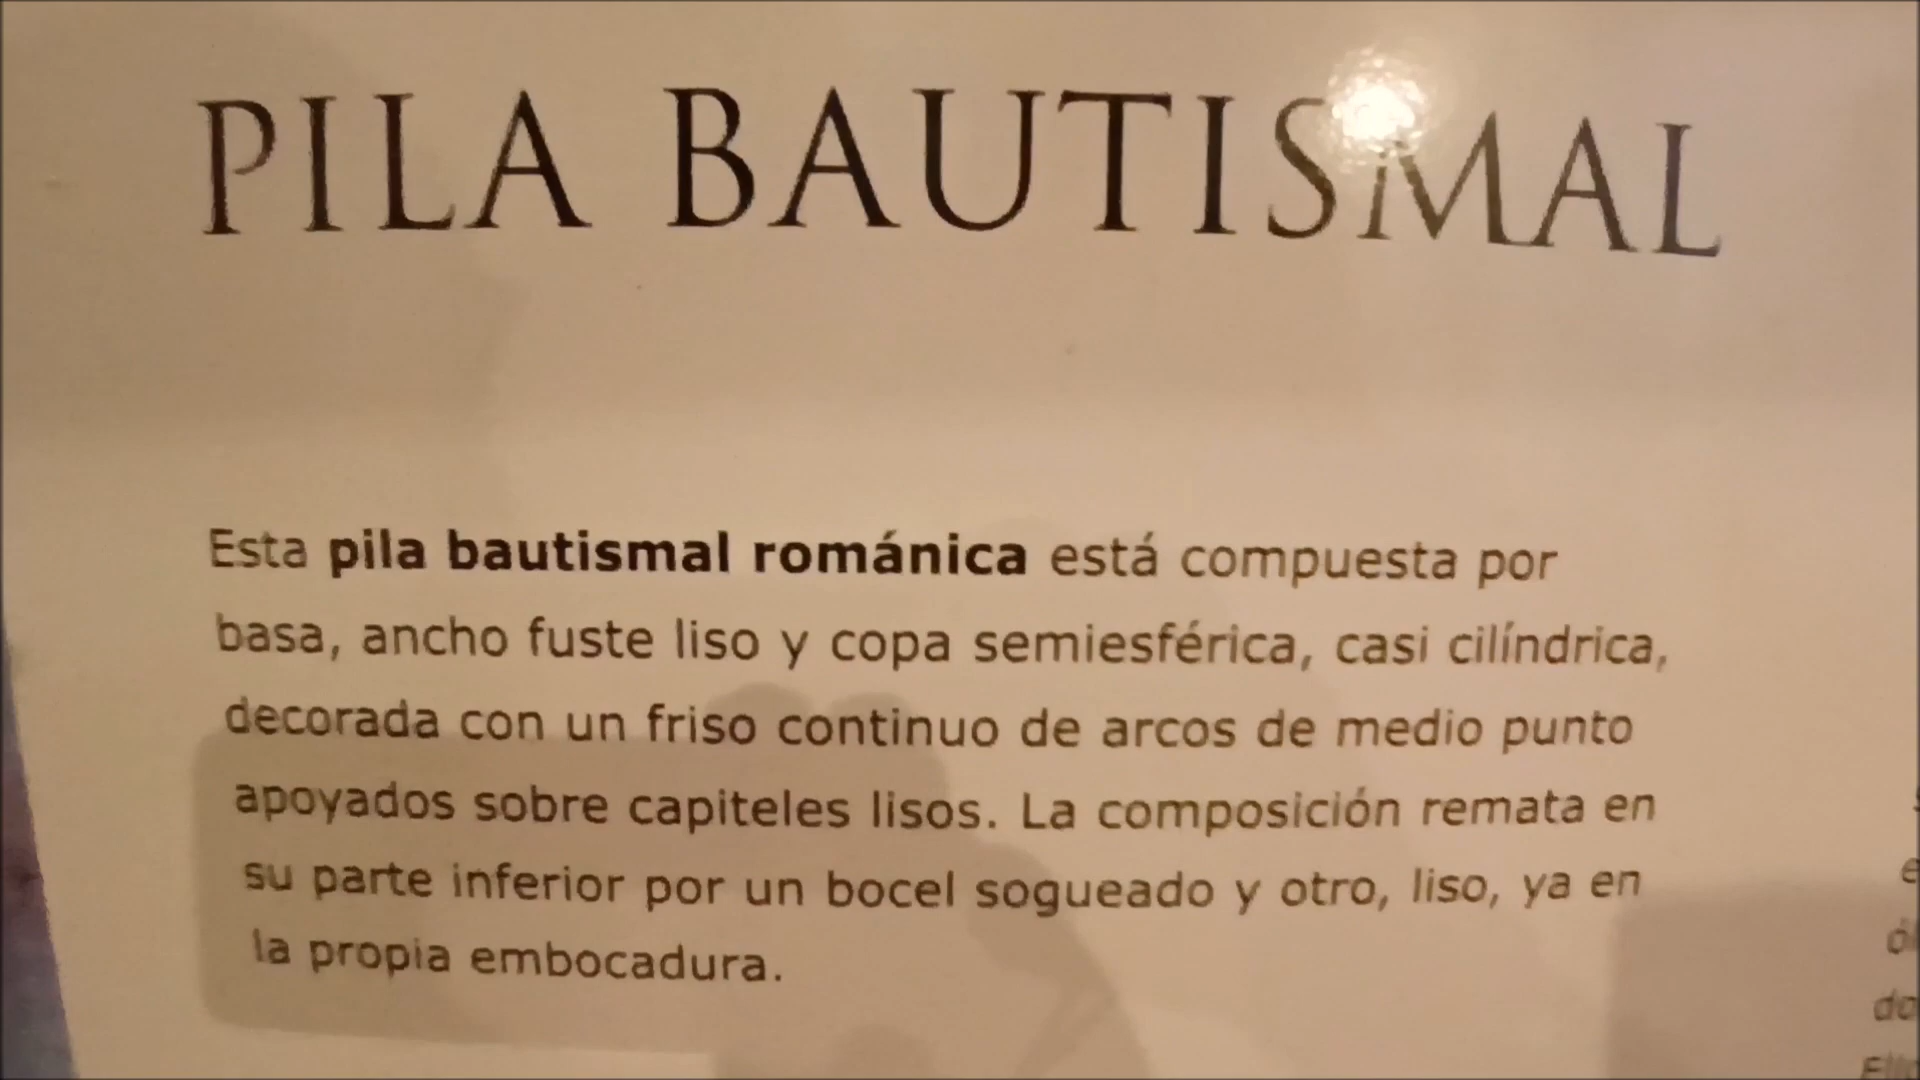 PILA BAUTISMAL
Esta pila bautismal románica está compuesta por
basa, ancho fuste liso y copa semiesférica, casi cilíndrica,
decorada con un friso continuo de arcos de medio punto
apoyados sobre capiteles lisos. La composición remata en
su parte inferior por un bocel sogueado y otro, liso, ya en
la propia embocadura.